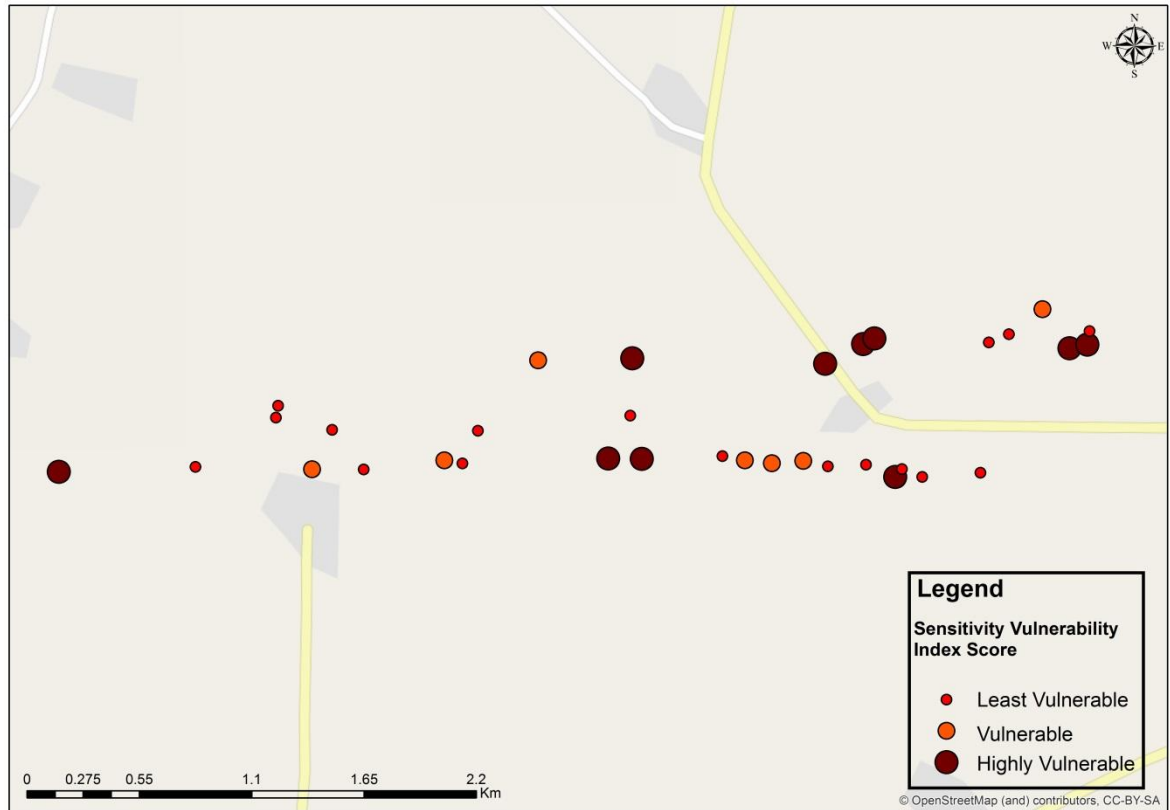 N
W E
S
Legend
Sensitivity Vulnerability
Index Score
Least Vulnerable
Vulnerable
Highly Vulnerable
0 0.275 0.55 1.1 1.65 2.2
Km
© OpenStreetMap (and) contributors, CC-BY-SA